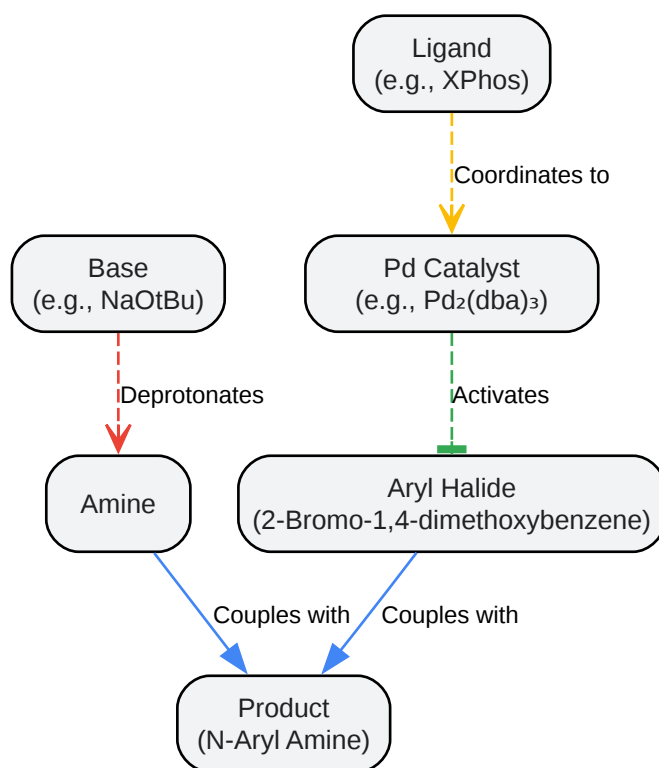 Ligand
(e.g., XPhos)
Coordinates to
Base
(e.g., NaOtBu)
Pd Catalyst
(e.g., Pd₂(dba)₃)
Deprotonates
Activates
Amine
Aryl Halide
(2-Bromo-1,4-dimethoxybenzene)
Couples with
Couples with
Product
(N-Aryl Amine)